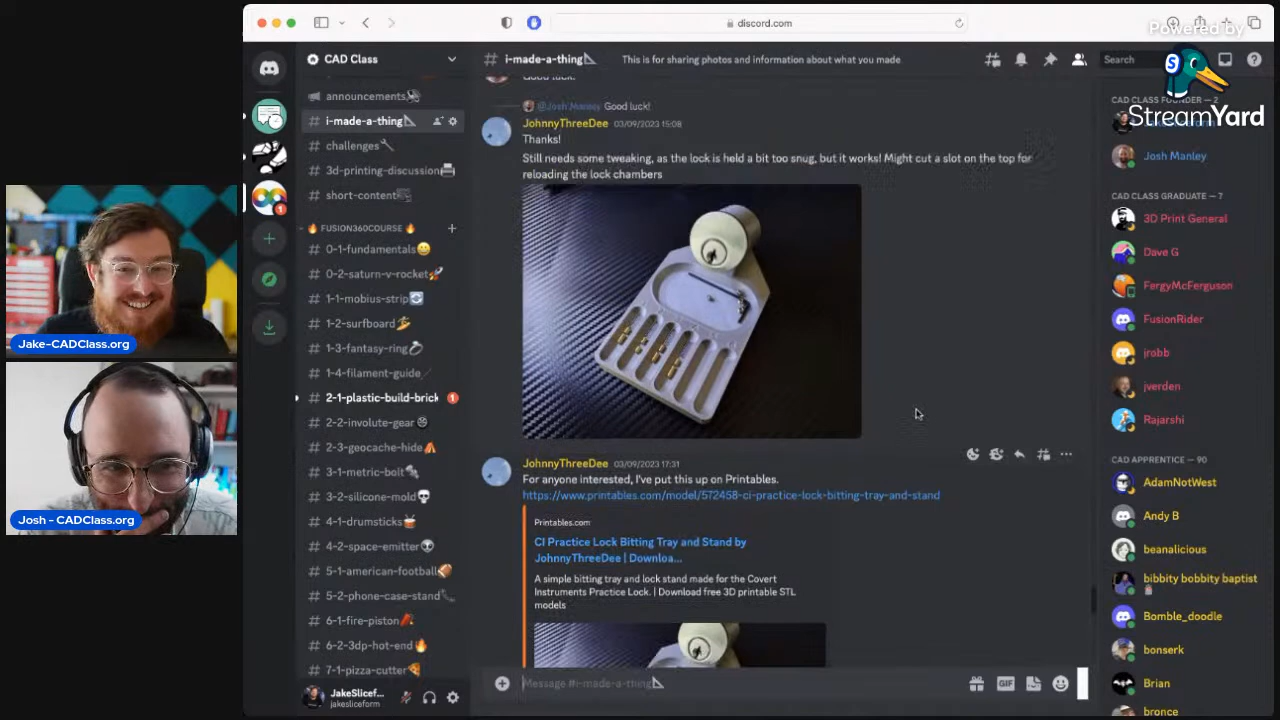 discord.com
Powered by
StreamYard
CAD Class
announcements
# i-made-a-thing
# challenges
# 3d-printing-discussion
# short-content
FUSION360COURSE
# 0-1-fundamentals
# 0-2-saturn-v-rocket
# 1-1-mobius-strip
# 1-2-surfboard
# 1-3-fantasy-ring
# 1-4-filament-guide
# 2-1-plastic-build-brick 1
# 2-2-involute-gear
# 2-3-geocache-hide
# 3-1-metric-bolt
# 3-2-silicone-mold
# 4-1-drumsticks
# 4-2-space-emitter
# 5-1-american-football
# 5-2-phone-case-stand
# 6-1-fire-piston
# 6-2-3dp-hot-end
# 7-1-pizza-cutter
JakeSlicef...
jakesliceform
1
# i-made-a-thing
This is for sharing photos and information about what you made
Search
Good luck!
@Josh Manley Good luck!
JohnnyThreeDee 03/09/2023 15:08
Thanks!
Still needs some tweaking, as the lock is held a bit too snug, but it works! Might cut a slot on the top for
reloading the lock chambers
JohnnyThreeDee 03/09/2023 17:31
For anyone interested, I've put this up on Printables.
https://www.printables.com/model/572458-ci-practice-lock-bitting-tray-and-stand
Printables.com
CI Practice Lock Bitting Tray and Stand by
JohnnyThreeDee | Downloa...
A simple bitting tray and lock stand made for the Covert
Instruments Practice Lock. | Download free 3D printable STL
models
Message #i-made-a-thing
GIF
CAD CLASS FOUNDER — 2
Josh Manley
CAD CLASS GRADUATE — 7
3D Print General
Dave G
FergyMcFerguson
FusionRider
jrobb
jverden
Rajarshi
CAD APPRENTICE — 90
AdamNotWest
Andy B
beanalicious
bibbity bobbity baptist
Bomble_doodle
bonserk
Brian
bronce
Jake-CADClass.org
Josh - CADClass.org